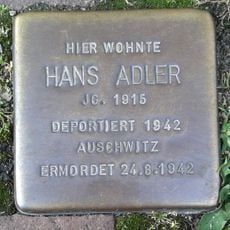 HIER WOHNTE
HANS ADLER
JG. 1915
DEPORTIERT 1942
AUSCHWITZ
ERMORDET 24.8.1942